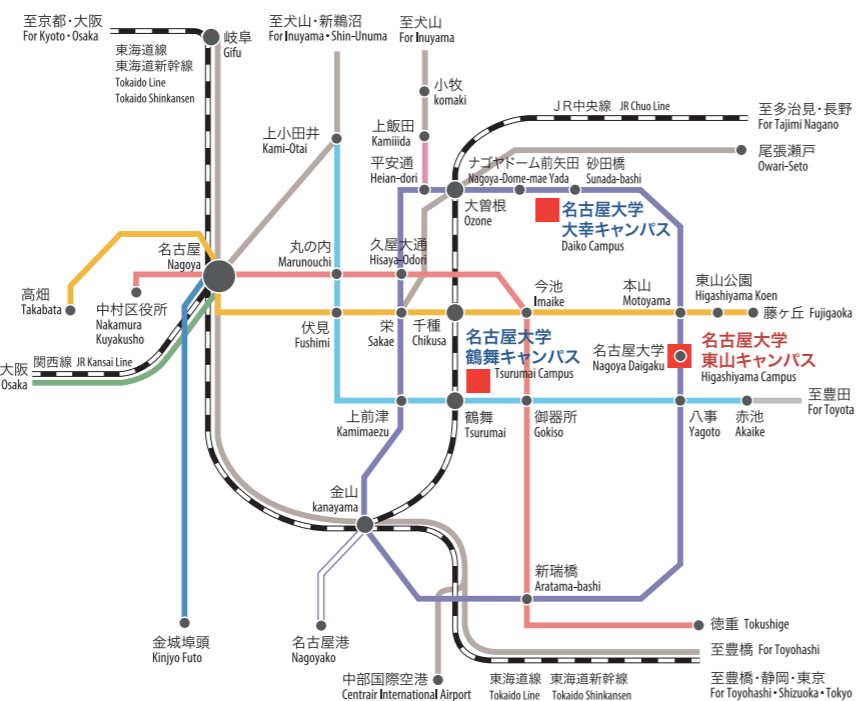 至京都・大阪
For Kyoto・Osaka
東海道線
東海道新幹線
Tokaido Line
Tokaido Shinkansen
岐阜
Gifu
至犬山・新鵜沼
For Inuyama・Shin-Unuma
至犬山
For Inuyama
小牧
komaki
上小田井
Kami-Otai
上飯田
Kamiiida
平安通
Heian-dori
JR中央線 JR Chuo Line
至多治見・長野
For Tajimi Nagano
尾張瀬戸
Owari-Seto
ナゴヤドーム前矢田
Nagoya-Dome-mae Yada
砂田橋
Sunada-bashi
大曽根
Ozone
名古屋大学
大幸キャンパス
Daiko Campus
名古屋
Nagoya
丸の内
Marunouchi
久屋大通
Hisaya-Odori
高畑
Takabata
中村区役所
Nakamura
Kuyakusho
伏見
Fushimi
栄
Sakae
千種
Chikusa
今池
Imaike
本山
Motoyama
東山公園
Higashiyama Koen
藤ヶ丘 Fujigaoka
大阪
Osaka
関西線 JR Kansai Line
名古屋大学
鶴舞キャンパス
Tsurumai Campus
名古屋大学
Nagoya Daigaku
名古屋大学
東山キャンパス
Higashiyama Campus
上前津
Kamimaezu
鶴舞
Tsurumai
御器所
Gokiso
八事
Yagoto
赤池
Akaike
至豊田
For Toyota
金山
kanayama
新瑞橋
Aratama-bashi
徳重 Tokushige
金城埠頭
Kinjyo Futo
名古屋港
Nagoyako
中部国際空港
Centrair International Airport
東海道線 東海道新幹線
Tokaido Line Tokaido Shinkansen
至豊橋 For Toyohashi
至豊橋・静岡・東京
For Toyohashi・Shizuoka・Tokyo